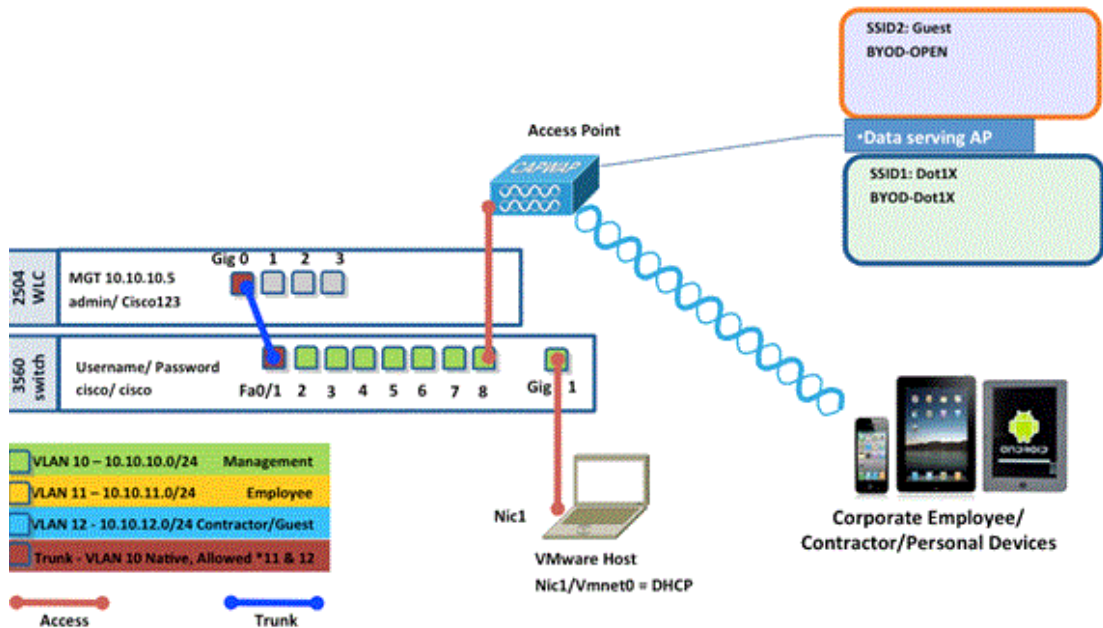 SSID2: Guest
BYOD-OPEN
•Data serving AP
SSID1: Dot1X
BYOD-Dot1X
Access Point
CAPWAP
2504
WLC
MGT 10.10.10.5
admin/ Cisco123
Gig 0 1 2 3
3560
switch
Username/ Password
cisco/ cisco
Fa0/1 2 3 4 5 6 7 8 Gig 1
VLAN 10 – 10.10.10.0/24 Management
VLAN 11 – 10.10.11.0/24 Employee
VLAN 12 - 10.10.12.0/24 Contractor/Guest
Trunk - VLAN 10 Native, Allowed *11 & 12
Access
Trunk
Nic1
VMware Host
Nic1/Vmnet0 = DHCP
ANDROID
Corporate Employee/
Contractor/Personal Devices